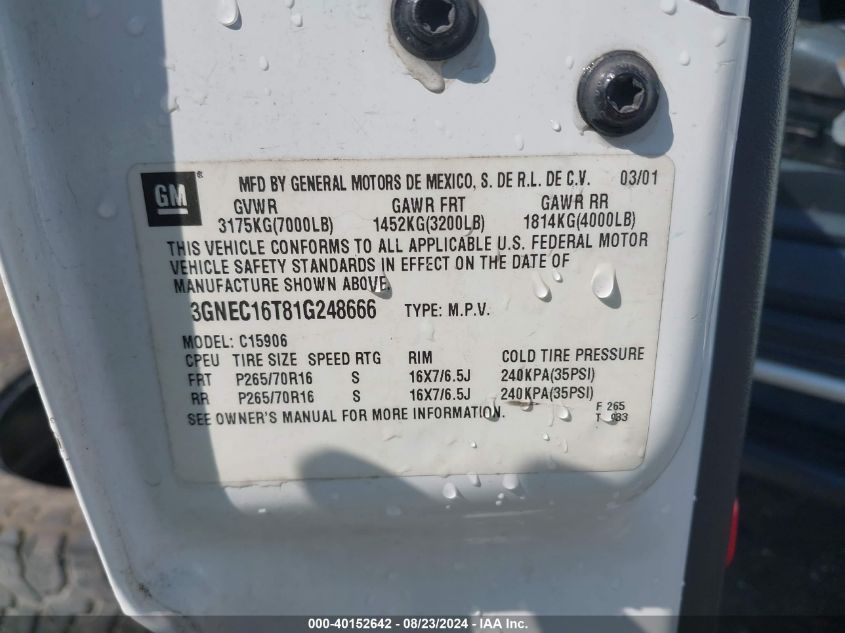 GM ® MFD BY GENERAL MOTORS DE MEXICO, S. DE R.L. DE C.V. 03/01
GVWR GAWR FRT GAWR RR
3175KG(7000LB) 1452KG(3200LB) 1814KG(4000LB)
THIS VEHICLE CONFORMS TO ALL APPLICABLE U.S. FEDERAL MOTOR
VEHICLE SAFETY STANDARDS IN EFFECT ON THE DATE OF
MANUFACTURE SHOWN ABOVE.
3GNEC16T81G248666 TYPE: M.P.V.
MODEL: C15906
CPEU TIRE SIZE SPEED RTG RIM COLD TIRE PRESSURE
FRT P265/70R16 S 16X7/6.5J 240KPA(35PSI)
RR P265/70R16 S 16X7/6.5J 240KPA(35PSI)
SEE OWNER'S MANUAL FOR MORE INFORMATION.
F 265
T
000-40152642 - 08/23/2024 - IAA Inc.